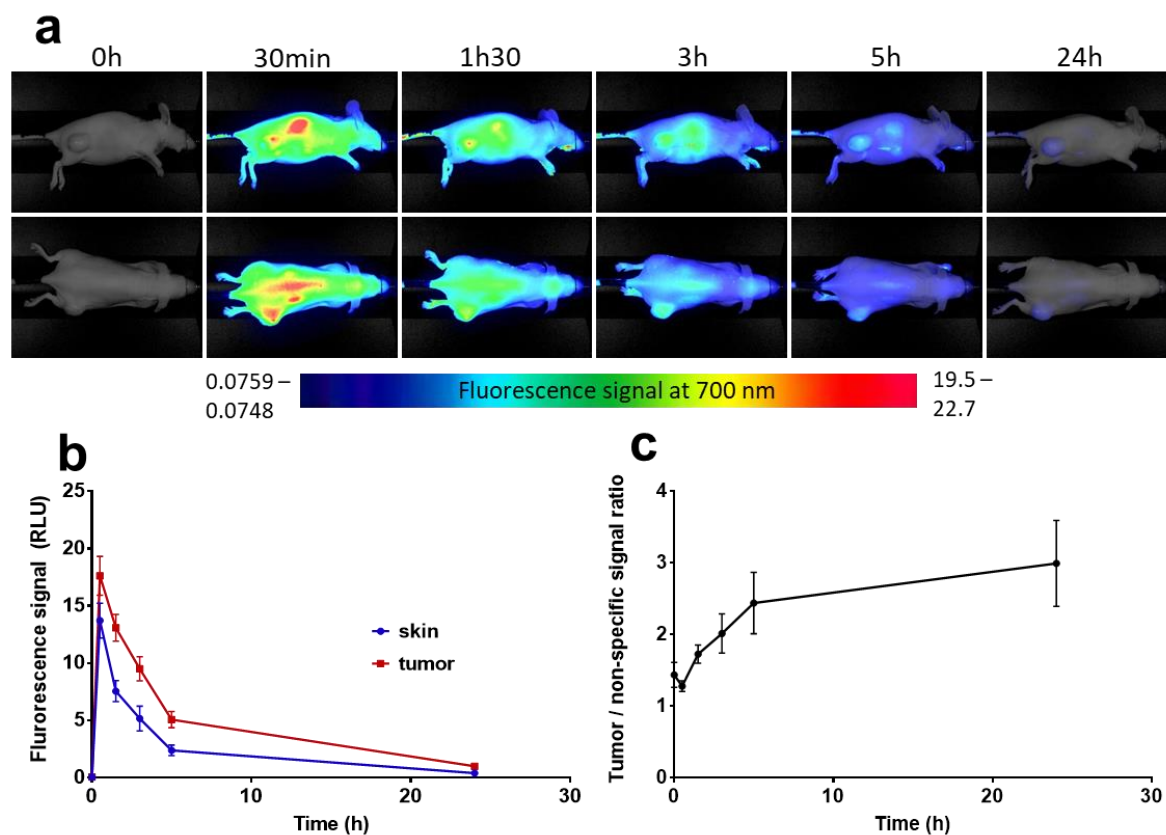 a
0h 30min 1h30 3h 5h 24h
0.0759 – Fluorescence signal at 700 nm 19.5 –
0.0748 22.7
b
Flurorescence signal (RLU)
25
20
15
10
5
0
skin
tumor
0 10 20 30
Time (h)
c
Tumor / non-specific signal ratio
4
3
2
1
0
0 10 20 30
Time (h)